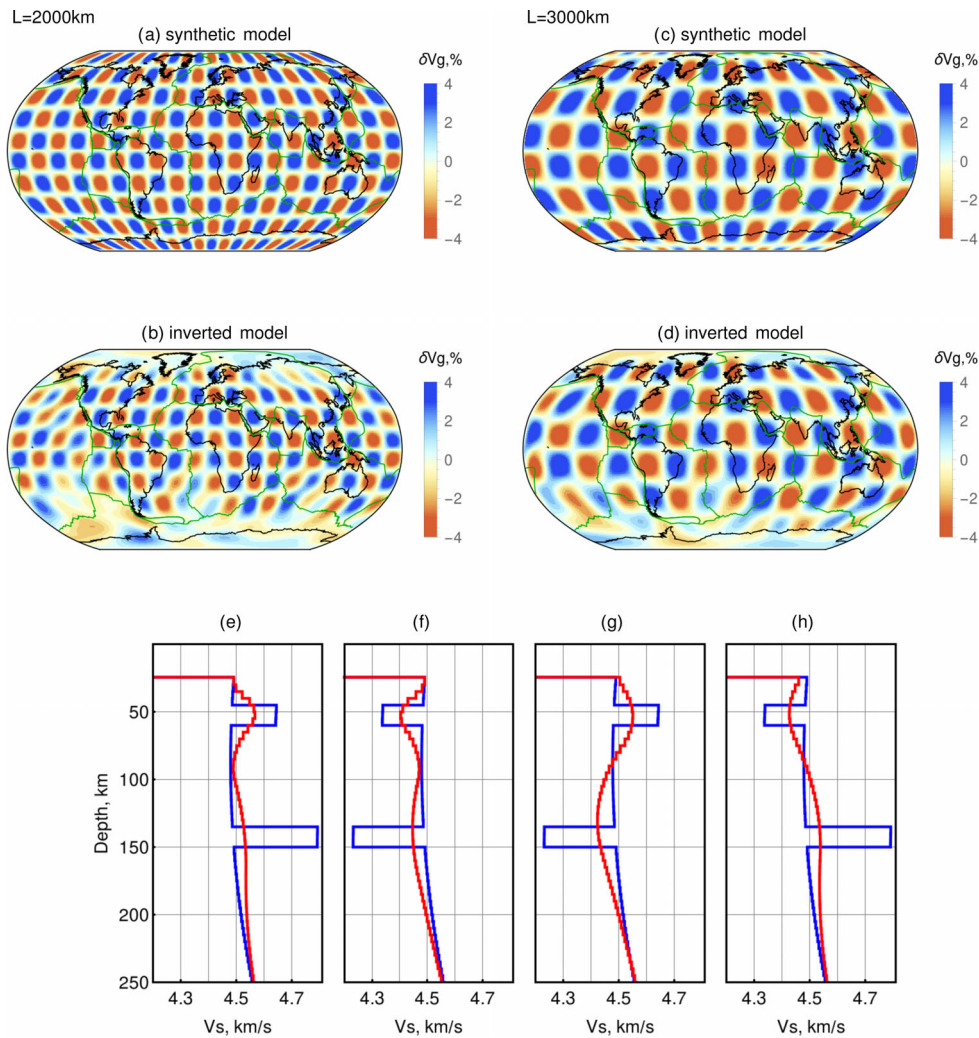 L=2000km
L=3000km
(a) synthetic model
(c) synthetic model
δVg,%
4
2
0
−2
−4
δVg,%
4
2
0
−2
−4
(b) inverted model
(d) inverted model
δVg,%
4
2
0
−2
−4
δVg,%
4
2
0
−2
−4
(e)
(f)
(g)
(h)
50
100
150
200
250
Depth, km
4.3 4.5 4.7
4.3 4.5 4.7
4.3 4.5 4.7
4.3 4.5 4.7
Vs, km/s
Vs, km/s
Vs, km/s
Vs, km/s